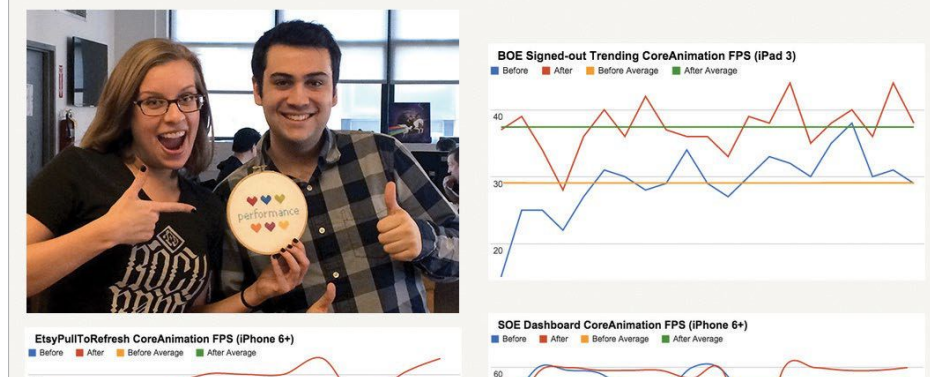 BOE Signed-out Trending CoreAnimation FPS (iPad 3)
Before After Before Average After Average
40
30
20
performance
ROCK
BAND
EtsyPullToRefresh CoreAnimation FPS (iPhone 6+)
Before After Before Average After Average
SOE Dashboard CoreAnimation FPS (iPhone 6+)
Before After Before Average After Average
60